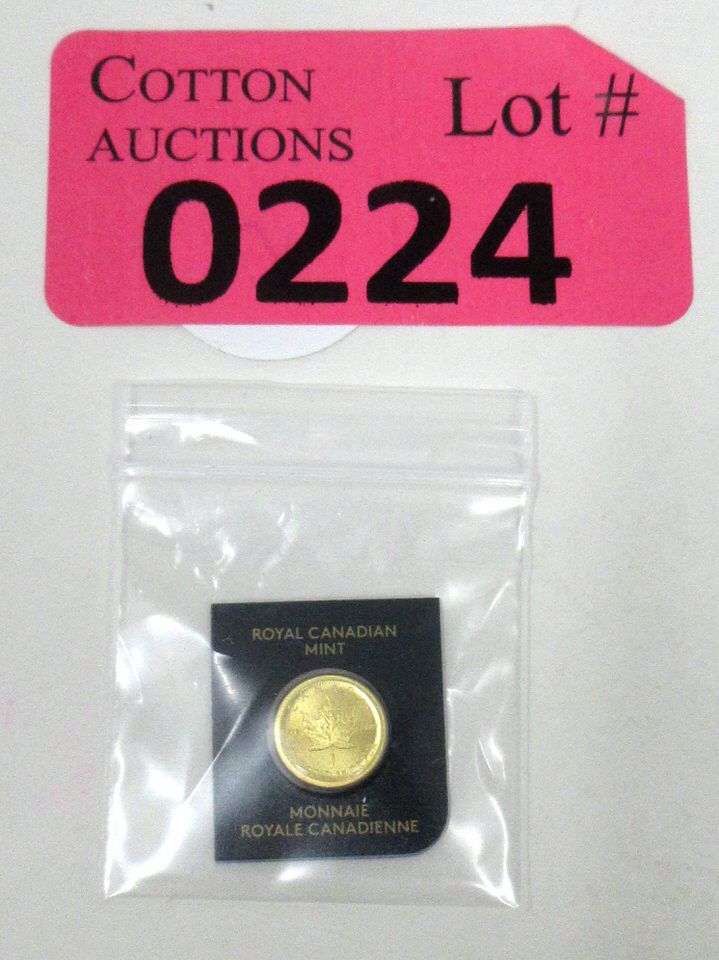 COTTON
AUCTIONS
Lot #
0224
ROYAL CANADIAN
MINT
MONNAIE
ROYALE CANADIENNE